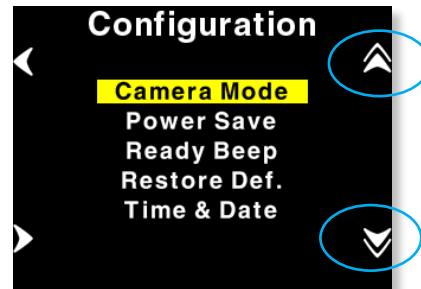 Configuration
Camera Mode
Power Save
Ready Beep
Restore Def.
Time & Date